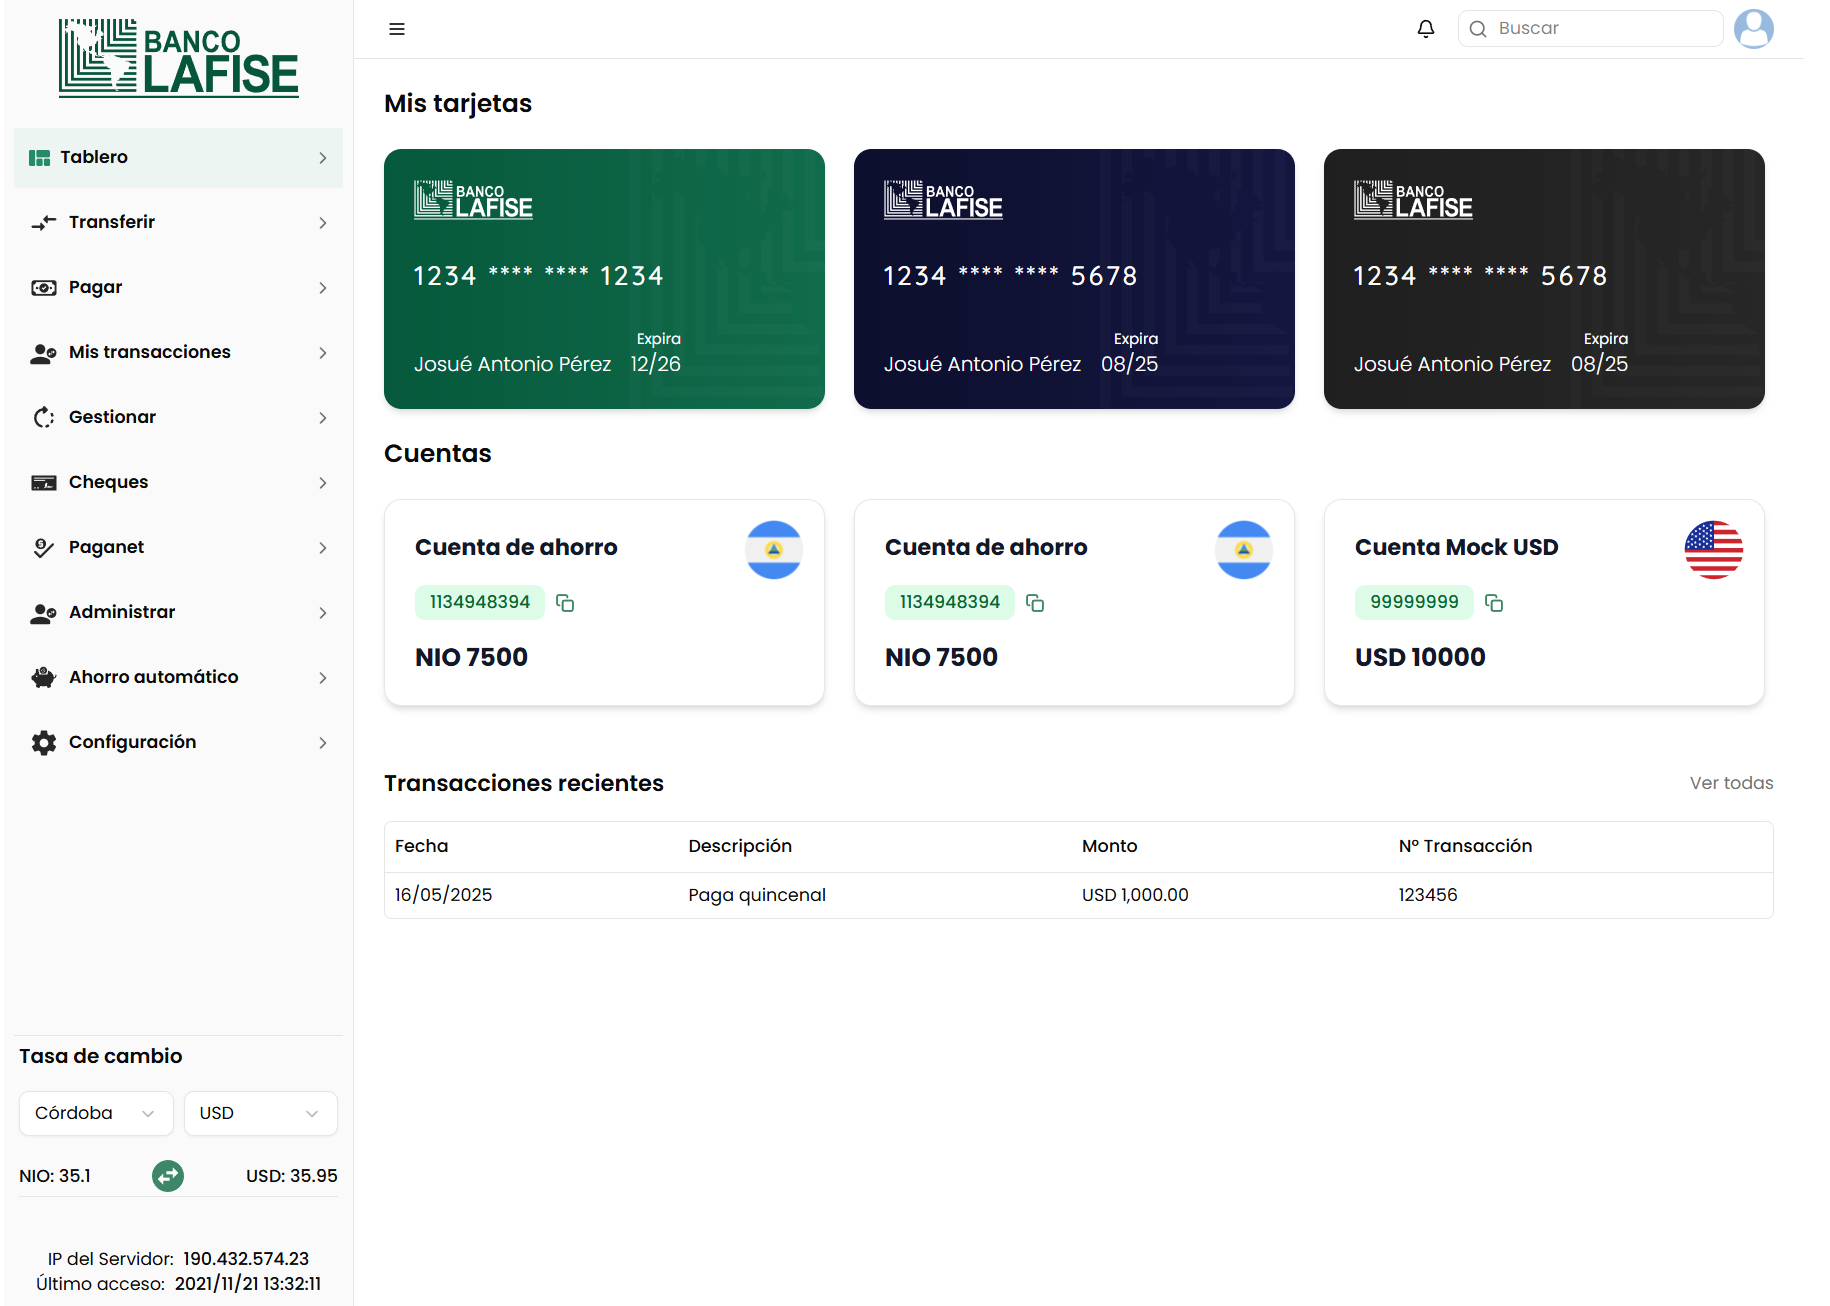 BANCO
LAFISE
Tablero
Transferir
Pagar
Mis transacciones
Gestionar
Cheques
Paganet
Administrar
Ahorro automático
Configuración
Tasa de cambio
Córdoba
USD
NIO: 35.1
USD: 35.95
IP del Servidor: 190.432.574.23
Último acceso: 2021/11/21 13:32:11
Buscar
Mis tarjetas
BANCO
LAFISE
1234 **** **** 1234
Expira
Josué Antonio Pérez 12/26
BANCO
LAFISE
1234 **** **** 5678
Expira
Josué Antonio Pérez 08/25
BANCO
LAFISE
1234 **** **** 5678
Expira
Josué Antonio Pérez 08/25
Cuentas
Cuenta de ahorro
1134948394
NIO 7500
Cuenta de ahorro
1134948394
NIO 7500
Cuenta Mock USD
99999999
USD 10000
Transacciones recientes
Ver todas
Fecha Descripción Monto N° Transacción
16/05/2025 Paga quincenal USD 1,000.00 123456